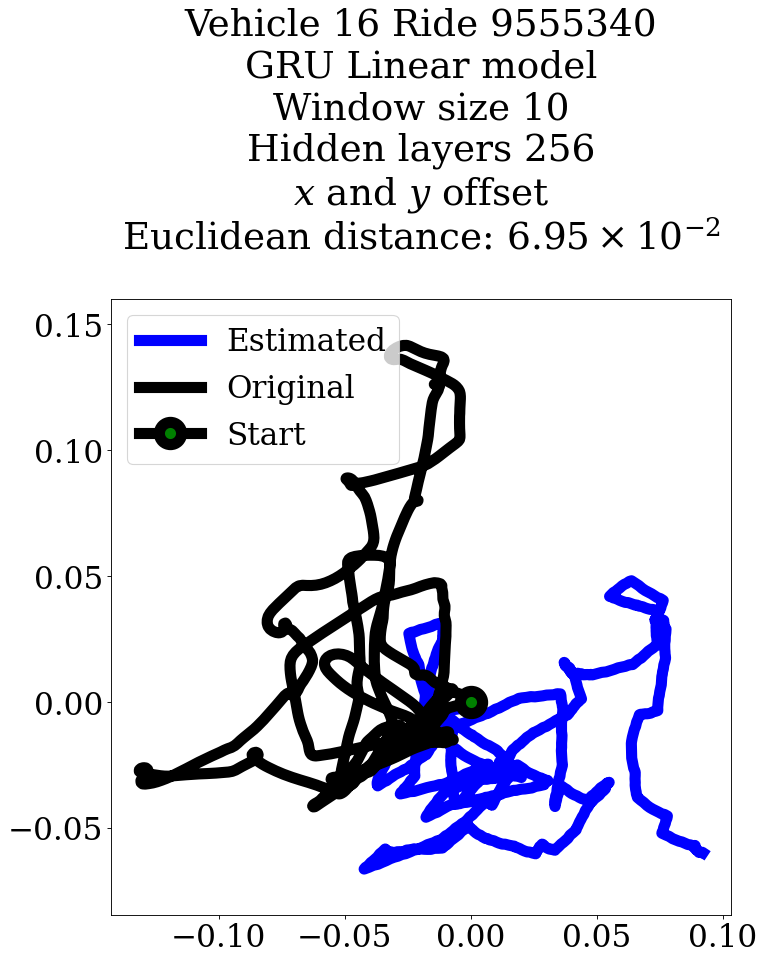 Vehicle 16 Ride 9555340
GRU Linear model
Window size 10
Hidden layers 256
x and y offset
Euclidean distance: 6.95 × 10⁻²
Estimated
Original
Start
0.15
0.10
0.05
0.00
−0.05
−0.10 −0.05 0.00 0.05 0.10